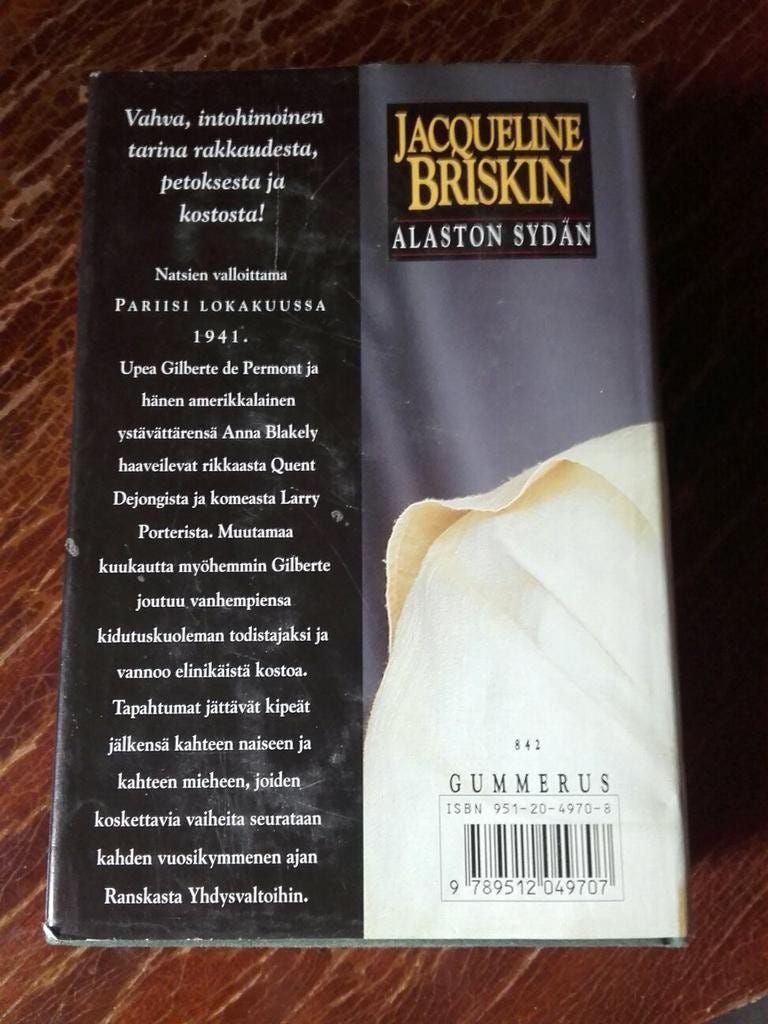 Vahva, intohimoinen
tarina rakkaudesta,
petoksesta ja
kostosta!
Natsien valloittama
PARIISI LOKAKUUSSA
1941.
Upea Gilberte de Permont ja
hänen amerikkalainen
ystävättärensä Anna Blakely
haaveilevat rikkaasta Quent
Dejongista ja komeasta Larry
Porterista. Muutamaa
kuukautta myöhemmin Gilberte
joutuu vanhempiensa
kidutuskuoleman todistajaksi ja
vannoo elinikäistä kostoa.
Tapahtumat jättävät kipeät
jälkensä kahteen naiseen ja
kahteen mieheen, joiden
koskettavia vaiheita seurataan
kahden vuosikymmenen ajan
Ranskasta Yhdysvaltoihin.
JACQUELINE
BRISKIN
ALASTON SYDÄN
842
GUMMERUS
ISBN 951-20-4970-8
9 789512 049707